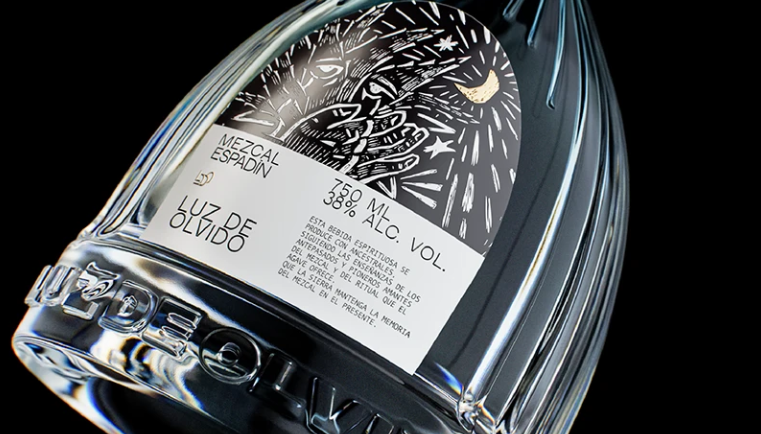 MEZCAL
ESPADÍN
750 ML
38% ALC. VOL.
LUZ DE
OLVIDO
ESTA BEBIDA ESPIRITUOSA SE
PRODUCE CON ANCESTRALES,
SIGUIENDO LAS ENSEÑANZAS DE LOS
ANTEPASADOS Y PIONEROS AMANTES
DEL MEZCAL Y DEL RITUAL QUE EL
AGAVE OFRECE.
QUE LA SIERRA MANTENGA LA MEMORIA
DEL MEZCAL EN EL PRESENTE.
LUZ DE OLVI